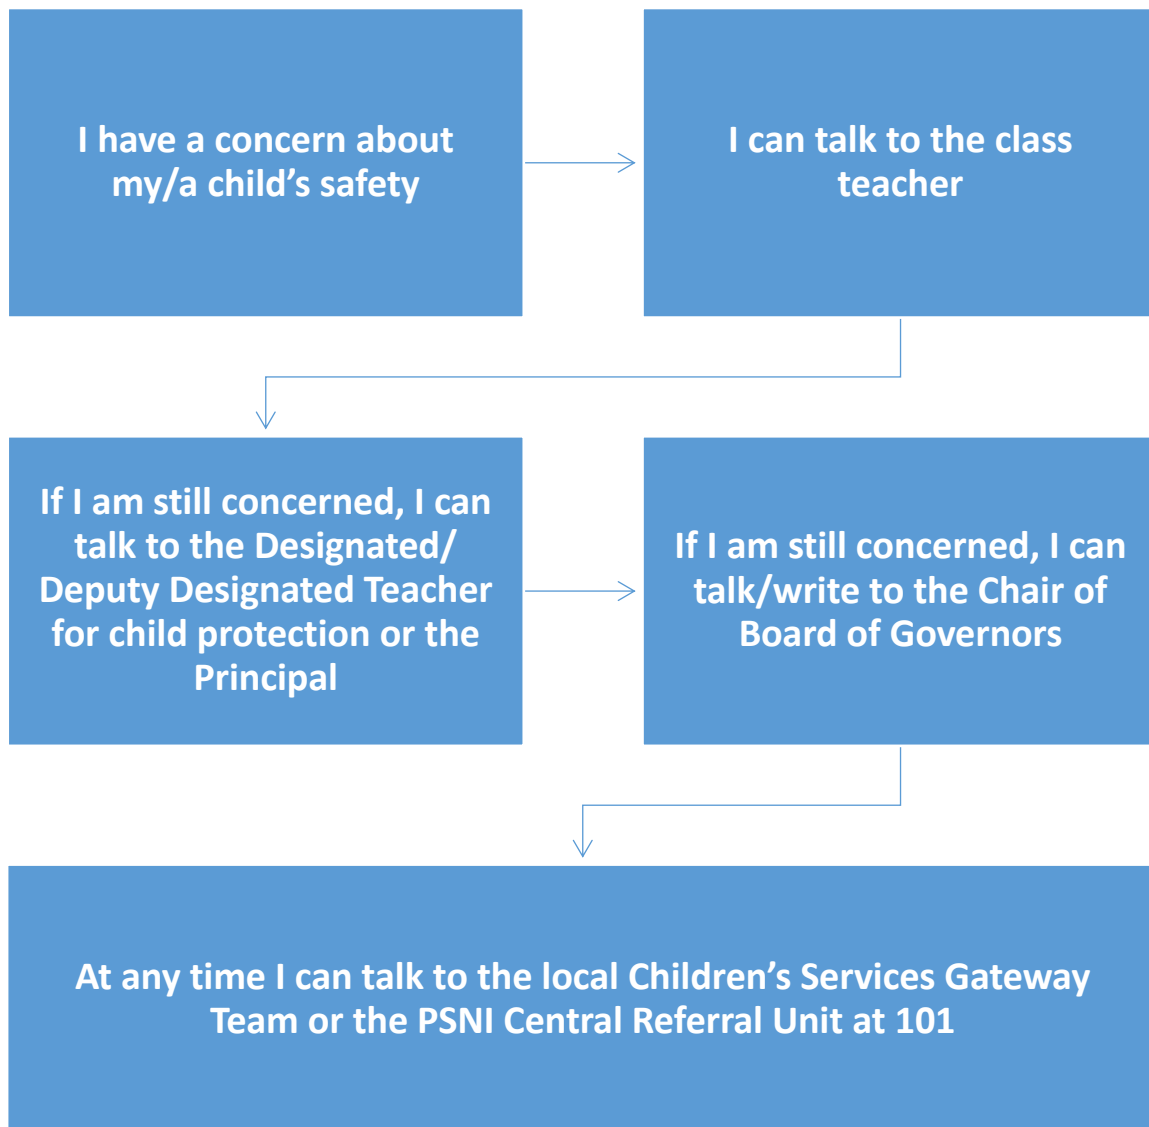 I have a concern about
my/a child’s safety
I can talk to the class
teacher
If I am still concerned, I can
talk to the Designated/
Deputy Designated Teacher
for child protection or the
Principal
If I am still concerned, I can
talk/write to the Chair of
Board of Governors
At any time I can talk to the local Children’s Services Gateway
Team or the PSNI Central Referral Unit at 101